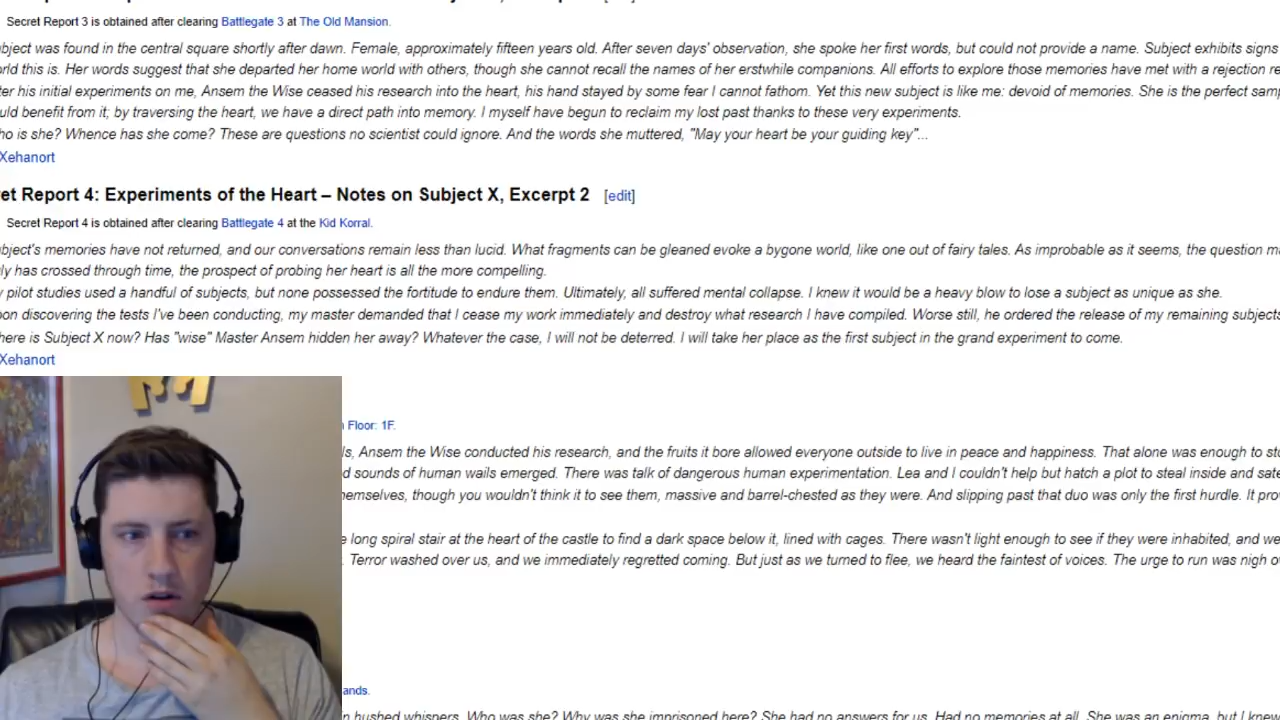 Secret Report 3 is obtained after clearing Battlegate 3 at The Old Mansion.
bject was found in the central square shortly after dawn. Female, approximately fifteen years old. After seven days' observation, she spoke her first words, but could not provide a name. Subject exhibits signs
rld this is. Her words suggest that she departed her home world with others, though she cannot recall the names of her erstwhile companions. All efforts to explore those memories have met with a rejection re
ter his initial experiments on me, Ansem the Wise ceased his research into the heart, his hand stayed by some fear I cannot fathom. Yet this new subject is like me: devoid of memories. She is the perfect samp
uld benefit from it; by traversing the heart, we have a direct path into memory. I myself have begun to reclaim my lost past thanks to these very experiments.
ho is she? Whence has she come? These are questions no scientist could ignore. And the words she muttered, "May your heart be your guiding key"...
Xehanort
et Report 4: Experiments of the Heart – Notes on Subject X, Excerpt 2 [edit]
Secret Report 4 is obtained after clearing Battlegate 4 at the Kid Korral.
bject's memories have not returned, and our conversations remain less than lucid. What fragments can be gleaned evoke a bygone world, like one out of fairy tales. As improbable as it seems, the question ma
ly has crossed through time, the prospect of probing her heart is all the more compelling.
y pilot studies used a handful of subjects, but none possessed the fortitude to endure them. Ultimately, all suffered mental collapse. I knew it would be a heavy blow to lose a subject as unique as she.
on discovering the tests I've been conducting, my master demanded that I cease my work immediately and destroy what research I have compiled. Worse still, he ordered the release of my remaining subjects
here is Subject X now? Has "wise" Master Ansem hidden her away? Whatever the case, I will not be deterred. I will take her place as the first subject in the grand experiment to come.
Xehanort
Floor: 1F.
ls, Ansem the Wise conducted his research, and the fruits it bore allowed everyone outside to live in peace and happiness. That alone was enough to sto
d sounds of human wails emerged. There was talk of dangerous human experimentation. Lea and I couldn't help but hatch a plot to steal inside and sate
hemselves, though you wouldn't think it to see them, massive and barrel-chested as they were. And slipping past that duo was only the first hurdle. It prov
e long spiral stair at the heart of the castle to find a dark space below it, lined with cages. There wasn't light enough to see if they were inhabited, and we
. Terror washed over us, and we immediately regretted coming. But just as we turned to flee, we heard the faintest of voices. The urge to run was nigh o
ands.
n hushed whispers. Who was she? Why was she imprisoned here? She had no answers for us. Had no memories at all. She was an enigma, but I knew